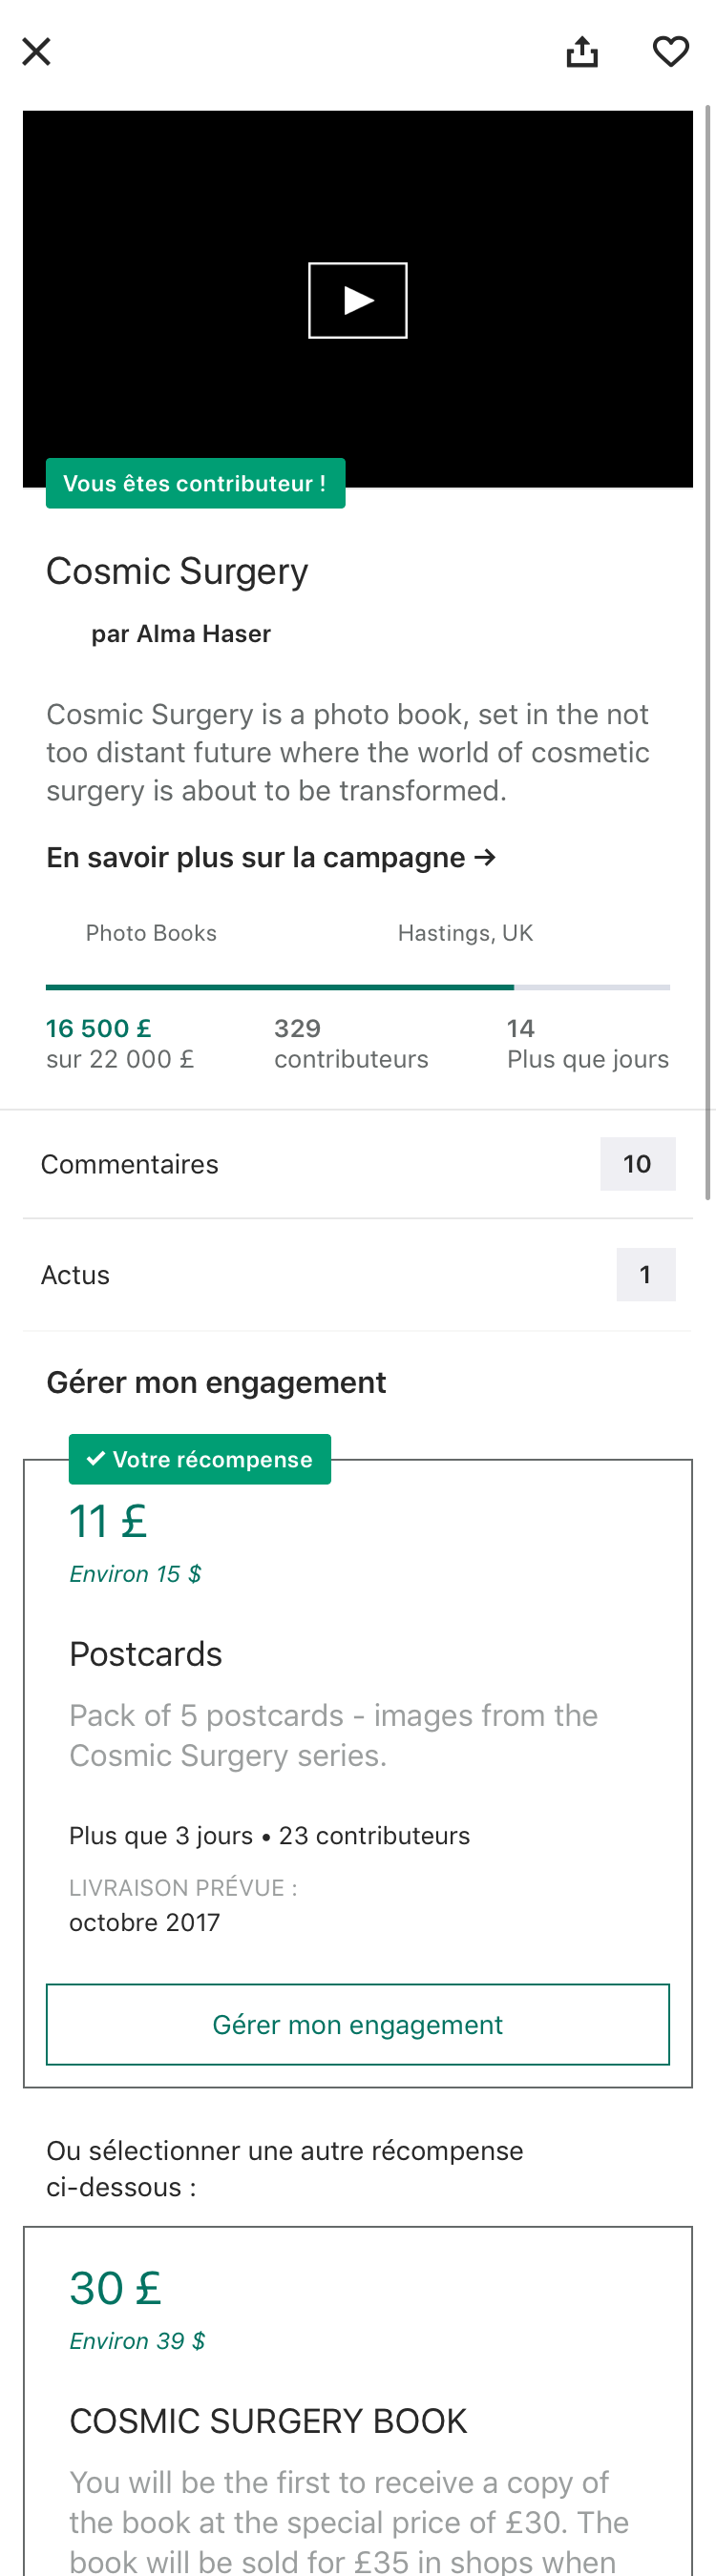 Vous êtes contributeur !
Cosmic Surgery
par Alma Haser
Cosmic Surgery is a photo book, set in the not
too distant future where the world of cosmetic
surgery is about to be transformed.
En savoir plus sur la campagne →
Photo Books
Hastings, UK
16 500 £
sur 22 000 £
329
contributeurs
14
Plus que jours
Commentaires
10
Actus
1
Gérer mon engagement
✓ Votre récompense
11 £
Environ 15 $
Postcards
Pack of 5 postcards - images from the
Cosmic Surgery series.
Plus que 3 jours • 23 contributeurs
LIVRAISON PRÉVUE :
octobre 2017
Gérer mon engagement
Ou sélectionner une autre récompense
ci-dessous :
30 £
Environ 39 $
COSMIC SURGERY BOOK
You will be the first to receive a copy of
the book at the special price of £30. The
book will be sold for £35 in shops when